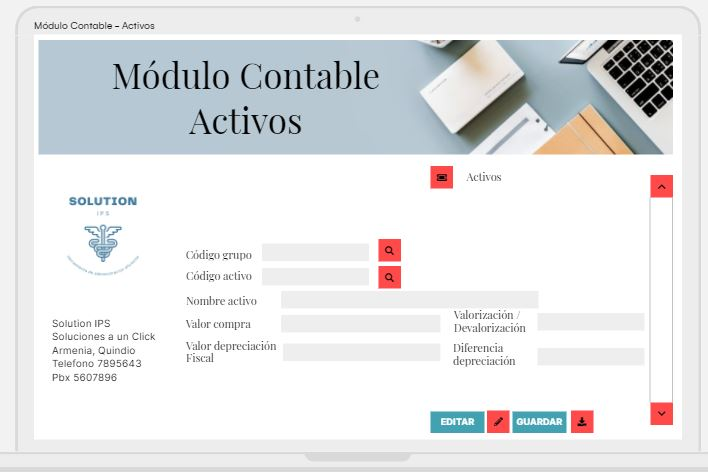 Módulo Contable – Activos
Módulo Contable
Activos
Activos
SOLUTION
IPS
Código grupo
Código activo
Nombre activo
Valor compra
Valorización /
Devalorización
Valor depreciación
Fiscal
Diferencia
depreciación
Solution IPS
Soluciones a un Click
Armenia, Quindio
Telefono 7895643
Pbx 5607896
EDITAR
GUARDAR